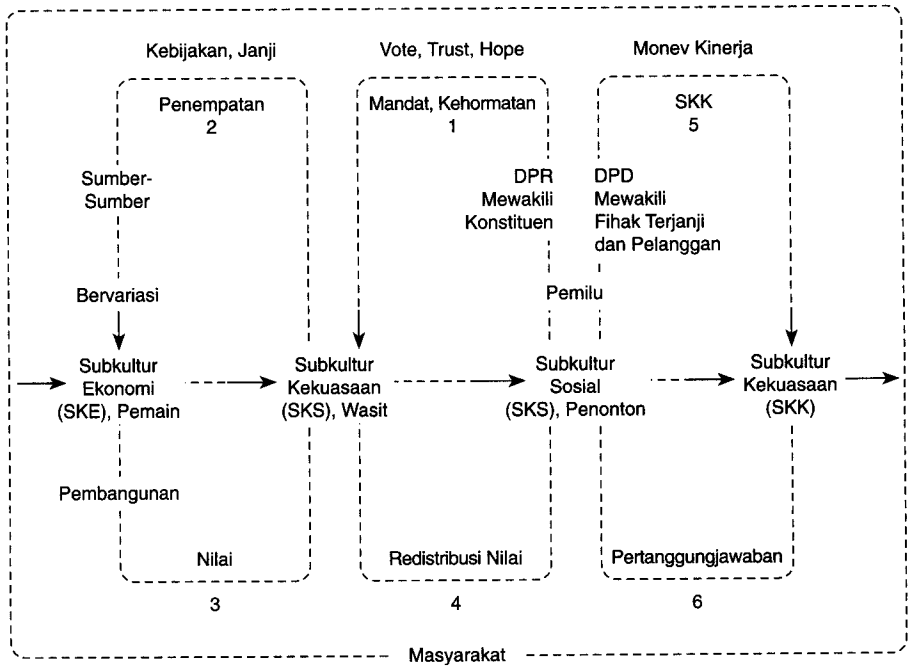 Kebijakan, Janji
Vote, Trust, Hope
Monev Kinerja
Penempatan
2
Mandat, Kehormatan
1
SKK
5
Sumber-
Sumber
DPR
Mewakili
Konstituen
DPD
Mewakili
Fihak Terjanji
dan Pelanggan
Bervariasi
Pemilu
Subkultur
Ekonomi
(SKE), Pemain
Subkultur
Kekuasaan
(SKS), Wasit
Subkultur
Sosial
(SKS), Penonton
Subkultur
Kekuasaan
(SKK)
Pembangunan
Nilai
Redistribusi Nilai
Pertanggungjawaban
3
4
6
Masyarakat